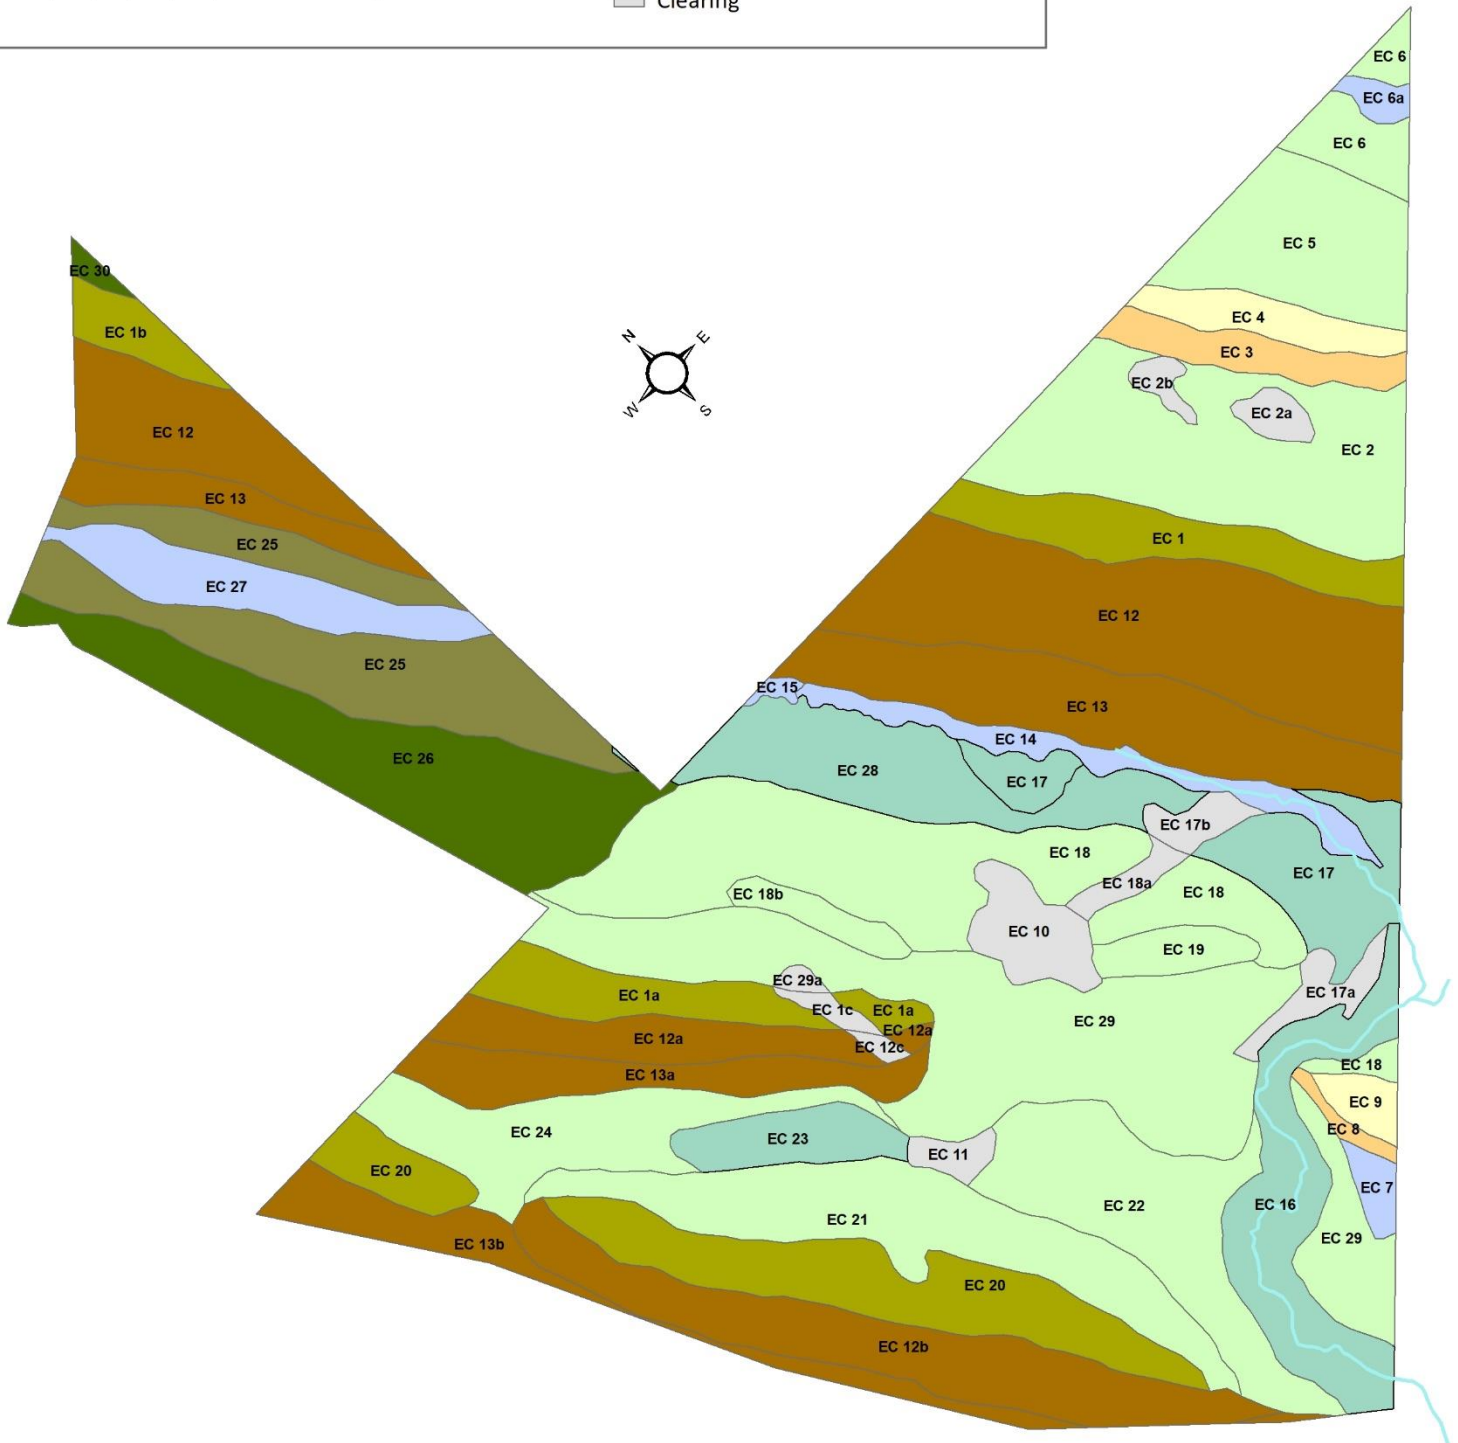 Clearing
EC 6
EC 6a
EC 6
EC 5
EC 30
EC 4
EC 1b
N E
EC 3
EC 2b
W S
EC 2a
EC 12
EC 2
EC 13
EC 1
EC 25
EC 27
EC 12
EC 25
EC 15
EC 13
EC 14
EC 26
EC 28
EC 17
EC 17b
EC 18
EC 17
EC 18a
EC 18b
EC 18
EC 10
EC 19
EC 29a
EC 1a
EC 17a
EC 1c
EC 1a
EC 29
EC 12a
EC 12a
EC 12c
EC 18
EC 13a
EC 9
EC 8
EC 24
EC 23
EC 11
EC 20
EC 7
EC 22
EC 16
EC 21
EC 29
EC 13b
EC 20
EC 12b